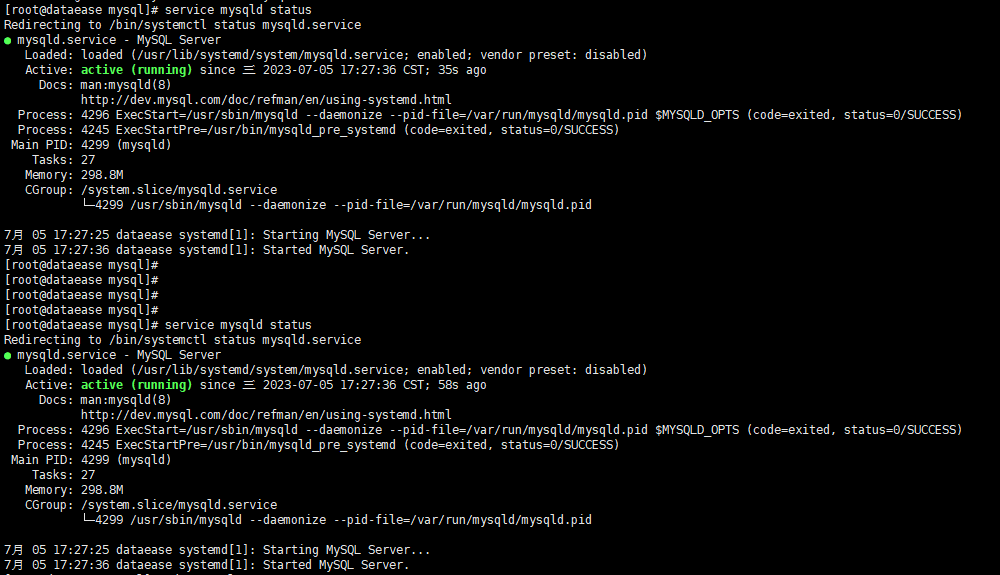 [root@dataease mysql]# service mysqld status
Redirecting to /bin/systemctl status mysqld.service
● mysqld.service - MySQL Server
   Loaded: loaded (/usr/lib/systemd/system/mysqld.service; enabled; vendor preset: disabled)
   Active: active (running) since 三 2023-07-05 17:27:36 CST; 35s ago
     Docs: man:mysqld(8)
           http://dev.mysql.com/doc/refman/en/using-systemd.html
  Process: 4296 ExecStart=/usr/sbin/mysqld --daemonize --pid-file=/var/run/mysqld/mysqld.pid $MYSQLD_OPTS (code=exited, status=0/SUCCESS)
  Process: 4245 ExecStartPre=/usr/bin/mysqld_pre_systemd (code=exited, status=0/SUCCESS)
 Main PID: 4299 (mysqld)
    Tasks: 27
   Memory: 298.8M
   CGroup: /system.slice/mysqld.service
           └─4299 /usr/sbin/mysqld --daemonize --pid-file=/var/run/mysqld/mysqld.pid

7月 05 17:27:25 dataease systemd[1]: Starting MySQL Server...
7月 05 17:27:36 dataease systemd[1]: Started MySQL Server.
[root@dataease mysql]#
[root@dataease mysql]#
[root@dataease mysql]#
[root@dataease mysql]#
[root@dataease mysql]# service mysqld status
Redirecting to /bin/systemctl status mysqld.service
● mysqld.service - MySQL Server
   Loaded: loaded (/usr/lib/systemd/system/mysqld.service; enabled; vendor preset: disabled)
   Active: active (running) since 三 2023-07-05 17:27:36 CST; 58s ago
     Docs: man:mysqld(8)
           http://dev.mysql.com/doc/refman/en/using-systemd.html
  Process: 4296 ExecStart=/usr/sbin/mysqld --daemonize --pid-file=/var/run/mysqld/mysqld.pid $MYSQLD_OPTS (code=exited, status=0/SUCCESS)
  Process: 4245 ExecStartPre=/usr/bin/mysqld_pre_systemd (code=exited, status=0/SUCCESS)
 Main PID: 4299 (mysqld)
    Tasks: 27
   Memory: 298.8M
   CGroup: /system.slice/mysqld.service
           └─4299 /usr/sbin/mysqld --daemonize --pid-file=/var/run/mysqld/mysqld.pid

7月 05 17:27:25 dataease systemd[1]: Starting MySQL Server...
7月 05 17:27:36 dataease systemd[1]: Started MySQL Server.